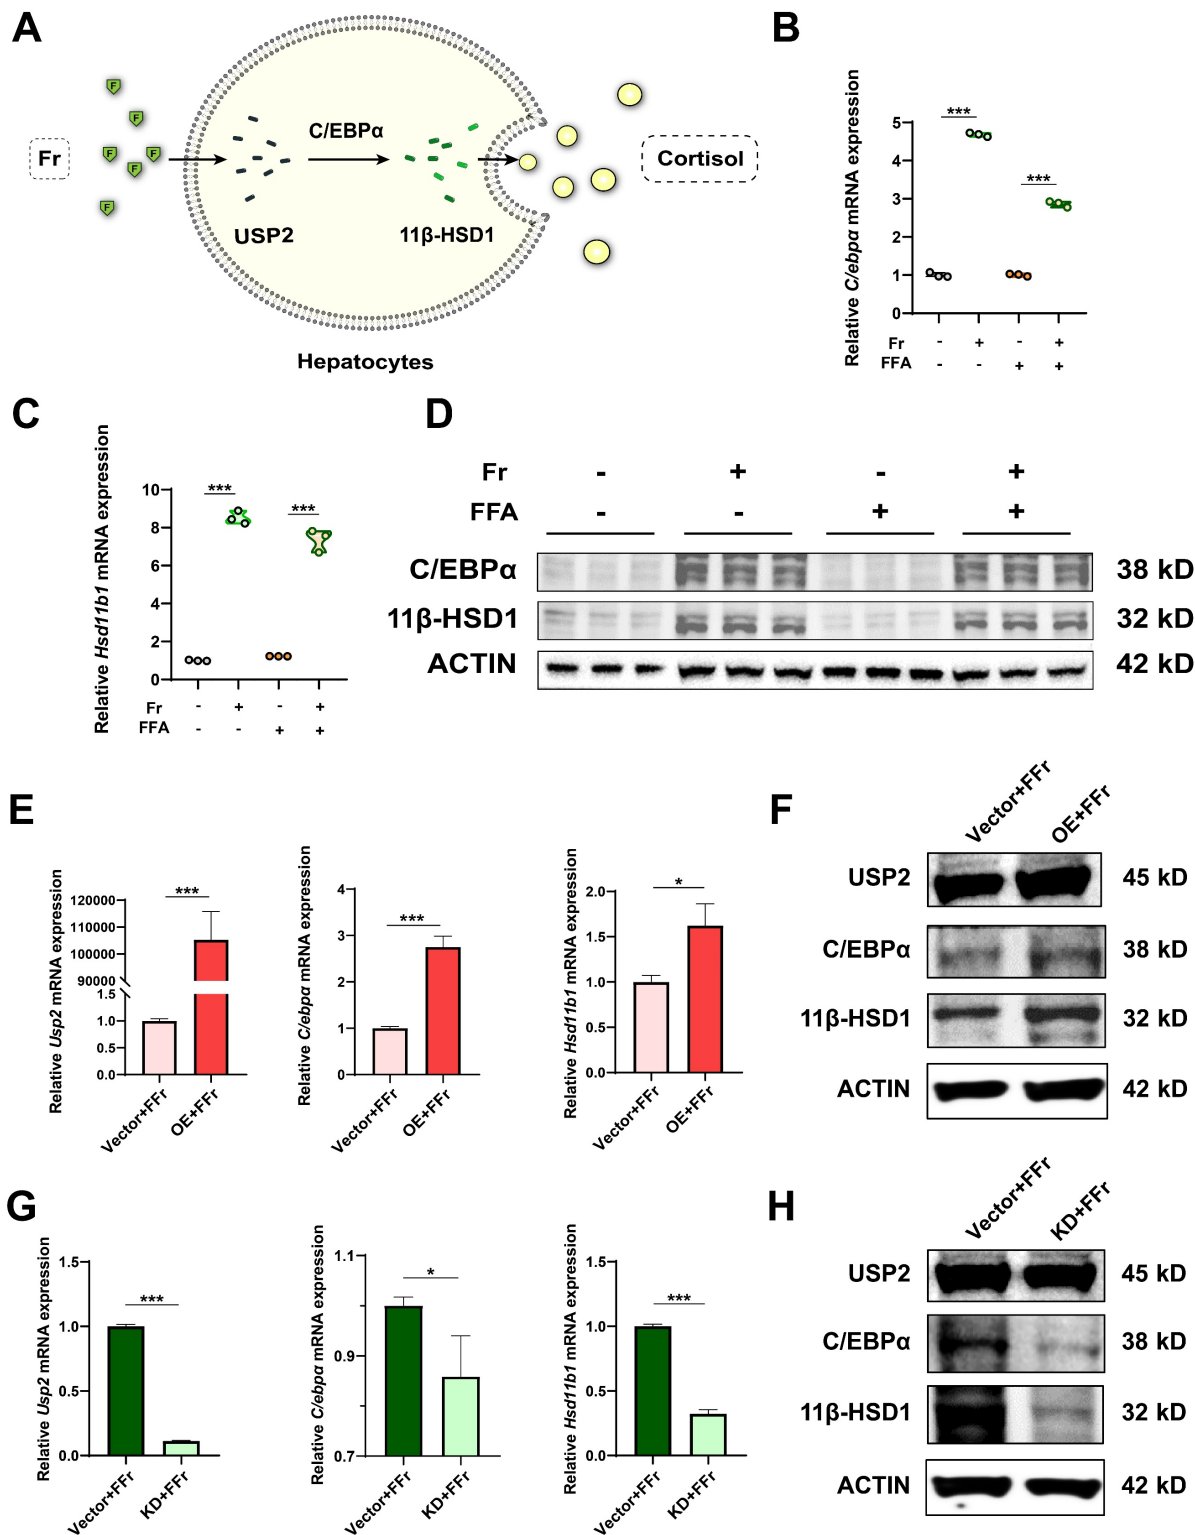 A
F
F
F
F
F
F
Fr
C/EBPα
USP2
11β-HSD1
Cortisol
Hepatocytes
B
Relative C/ebpα mRNA expression
5
4
3
2
1
0
***
***
Fr - + - +
FFA - - + +
C
Relative Hsd11b1 mRNA expression
10
8
6
4
2
0
***
***
Fr - + - +
FFA - - + +
D
Fr - + - +
FFA - - + +
C/EBPα 38 kD
11β-HSD1 32 kD
ACTIN 42 kD
E
Relative Usp2 mRNA expression
120000
110000
100000
90000
1.5
1.0
0.5
0.0
***
Vector+FFr
OE+FFr
Relative C/ebpα mRNA expression
4
3
2
1
0
***
Vector+FFr
OE+FFr
Relative Hsd11b1 mRNA expression
2.0
1.5
1.0
0.5
0.0
*
Vector+FFr
OE+FFr
F
Vector+FFr
OE+FFr
USP2 45 kD
C/EBPα 38 kD
11β-HSD1 32 kD
ACTIN 42 kD
G
Relative Usp2 mRNA expression
1.5
1.0
0.5
0.0
***
Vector+FFr
KD+FFr
Relative C/ebpα mRNA expression
1.1
0.9
0.7
*
Vector+FFr
KD+FFr
Relative Hsd11b1 mRNA expression
1.5
1.0
0.5
0.0
***
Vector+FFr
KD+FFr
H
Vector+FFr
KD+FFr
USP2 45 kD
C/EBPα 38 kD
11β-HSD1 32 kD
ACTIN 42 kD